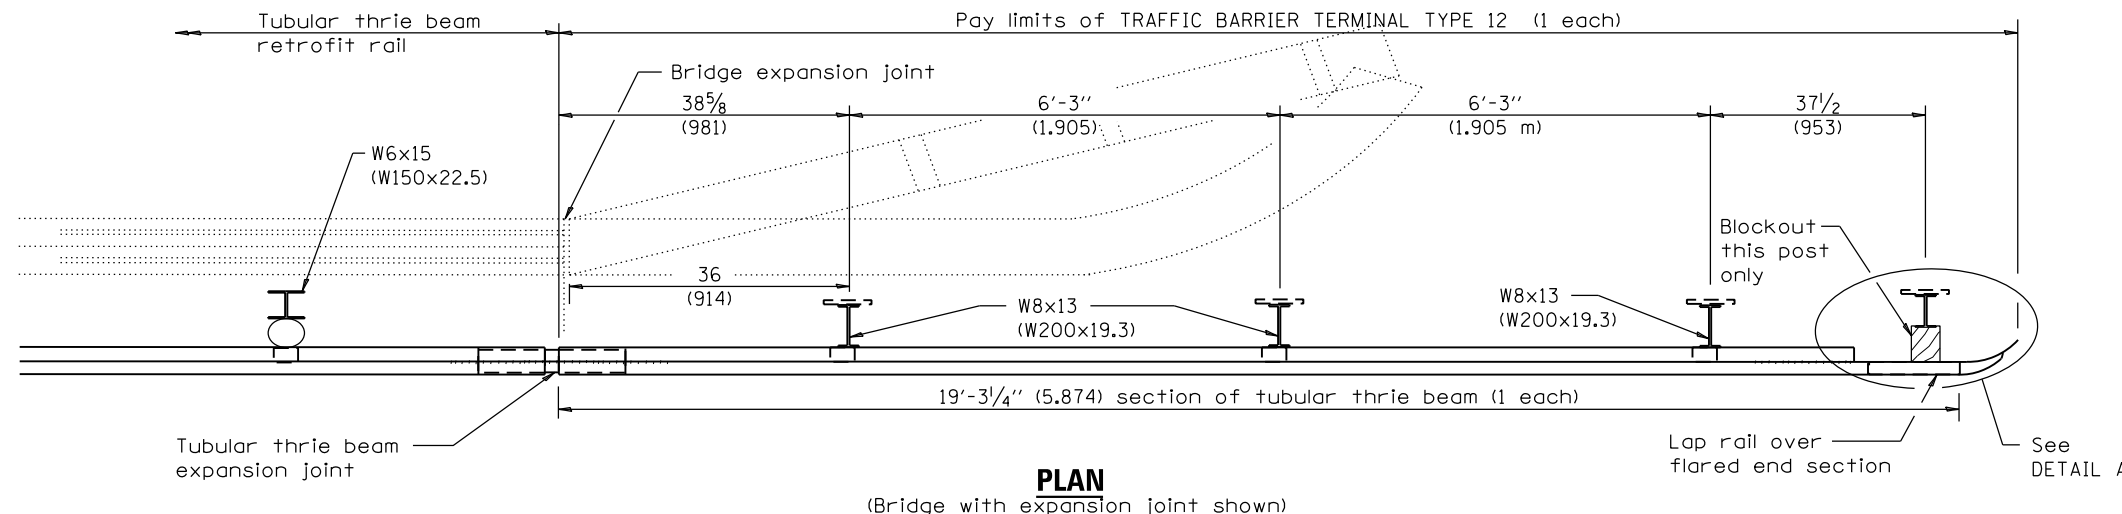 Tubular thrie beam
retrofit rail
Pay limits of TRAFFIC BARRIER TERMINAL TYPE 12 (1 each)
Bridge expansion joint
38⅝
(981)
6'-3''
(1.905)
6'-3''
(1.905 m)
37½
(953)
W6x15
(W150x22.5)
Blockout
this post
only
36
(914)
W8x13
(W200x19.3)
W8x13
(W200x19.3)
19'-3¼'' (5.874) section of tubular thrie beam (1 each)
Tubular thrie beam
expansion joint
Lap rail over
flared end section
See
DETAIL A
PLAN
(Bridge with expansion joint shown)